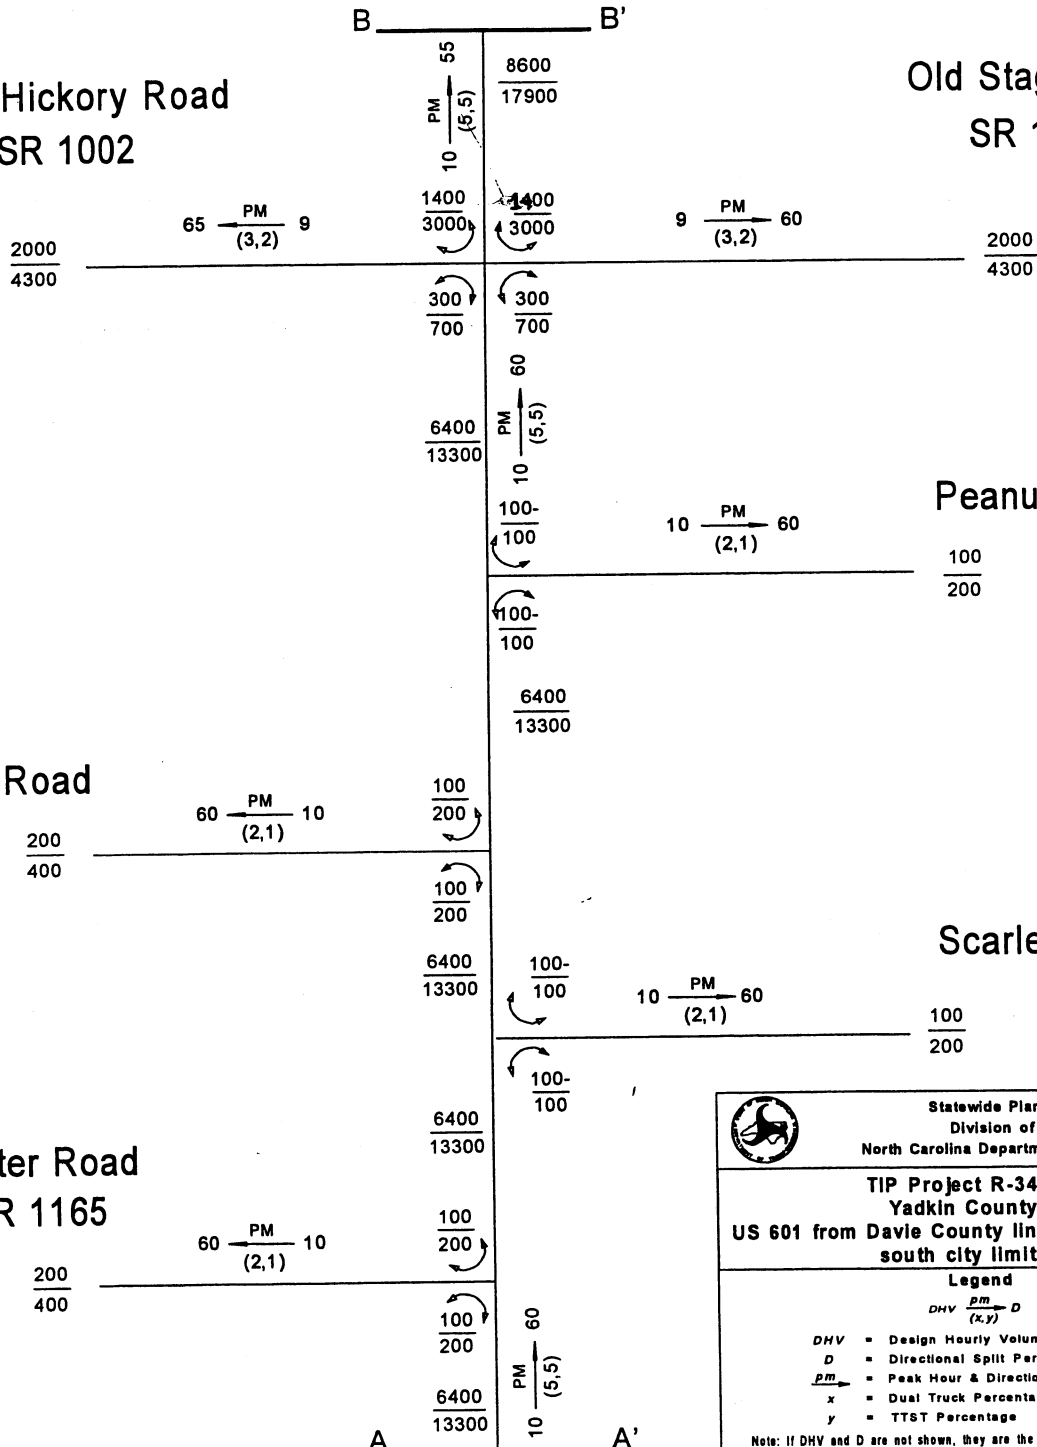 B B'
55
PM
(5,5)
10
8600
17900
Hickory Road
SR 1002
Old Stag
SR 1
1400
3000
3000
65 PM 9
(3,2)
9 PM 60
(3,2)
2000
4300
2000
4300
300
700
300
700
60
PM
(5,5)
10
6400
13300
100-
100
10 PM 60
(2,1)
Peanu
100
200
100-
100
6400
13300
Road
60 PM 10
(2,1)
100
200
200
400
100
200
6400
13300
100-
100
10 PM 60
(2,1)
Scarle
100
200
100-
100
6400
13300
ter Road
R 1165
60 PM 10
(2,1)
100
200
200
400
100
200
60
PM
(5,5)
10
6400
13300
A A'
Statewide Plan
Division of
North Carolina Departm
TIP Project R-34
Yadkin County
US 601 from Davie County lin
south city limit
Legend
DHV pm D
(x,y)
DHV = Design Hourly Volum
D = Directional Split Per
pm = Peak Hour & Directio
x = Dual Truck Percenta
y = TTST Percentage
Note: If DHV and D are not shown, they are the